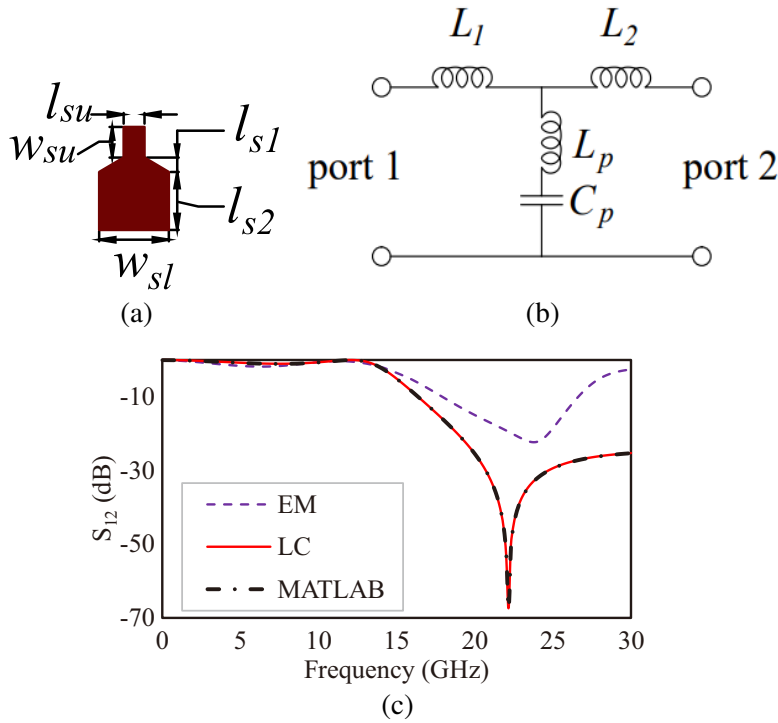 l_su
w_su
l_s1
l_s2
w_sl
(a)
L_1
L_2
L_p
C_p
port 1
port 2
(b)
-10
-30
-50
-70
S_12 (dB)
EM
LC
MATLAB
0 5 10 15 20 25 30
Frequency (GHz)
(c)